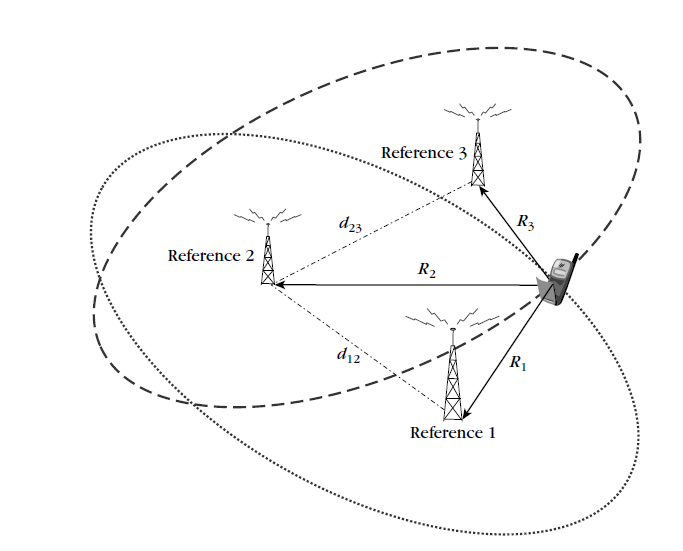 Reference 3
d₂₃
R₃
Reference 2
R₂
d₁₂
R₁
Reference 1